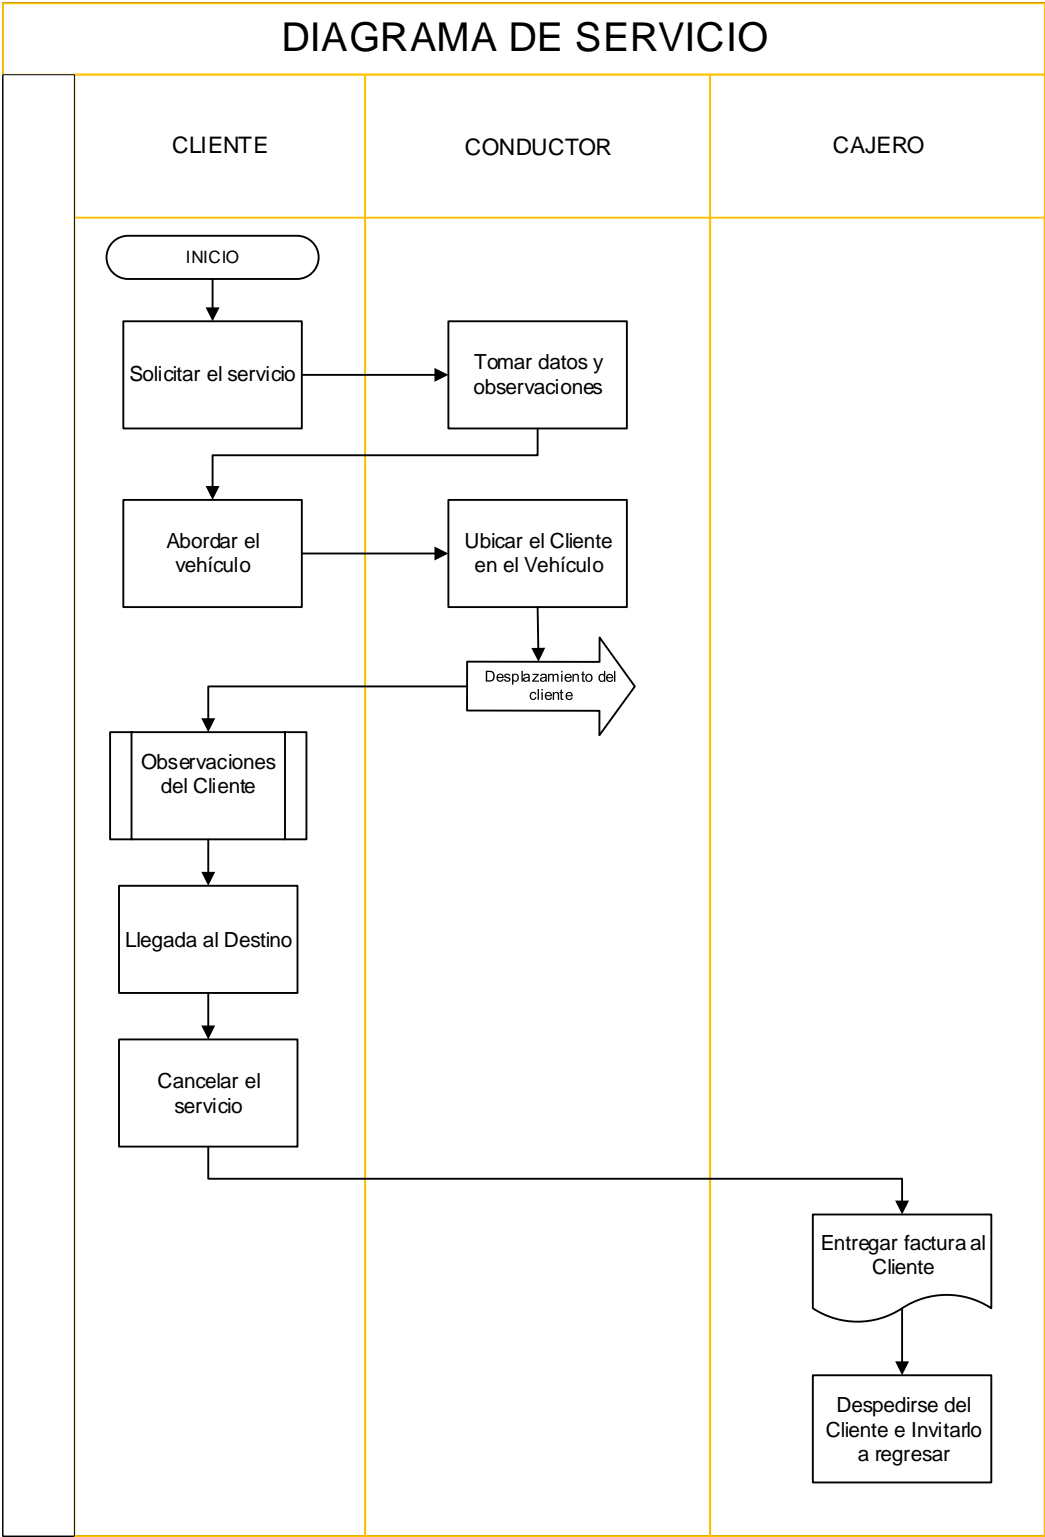 DIAGRAMA DE SERVICIO
CLIENTE
CONDUCTOR
CAJERO
INICIO
Solicitar el servicio
Tomar datos y
observaciones
Abordar el
vehículo
Ubicar el Cliente
en el Vehículo
Desplazamiento del
cliente
Observaciones
del Cliente
Llegada al Destino
Cancelar el
servicio
Entregar factura al
Cliente
Despedirse del
Cliente e Invitarlo
a regresar